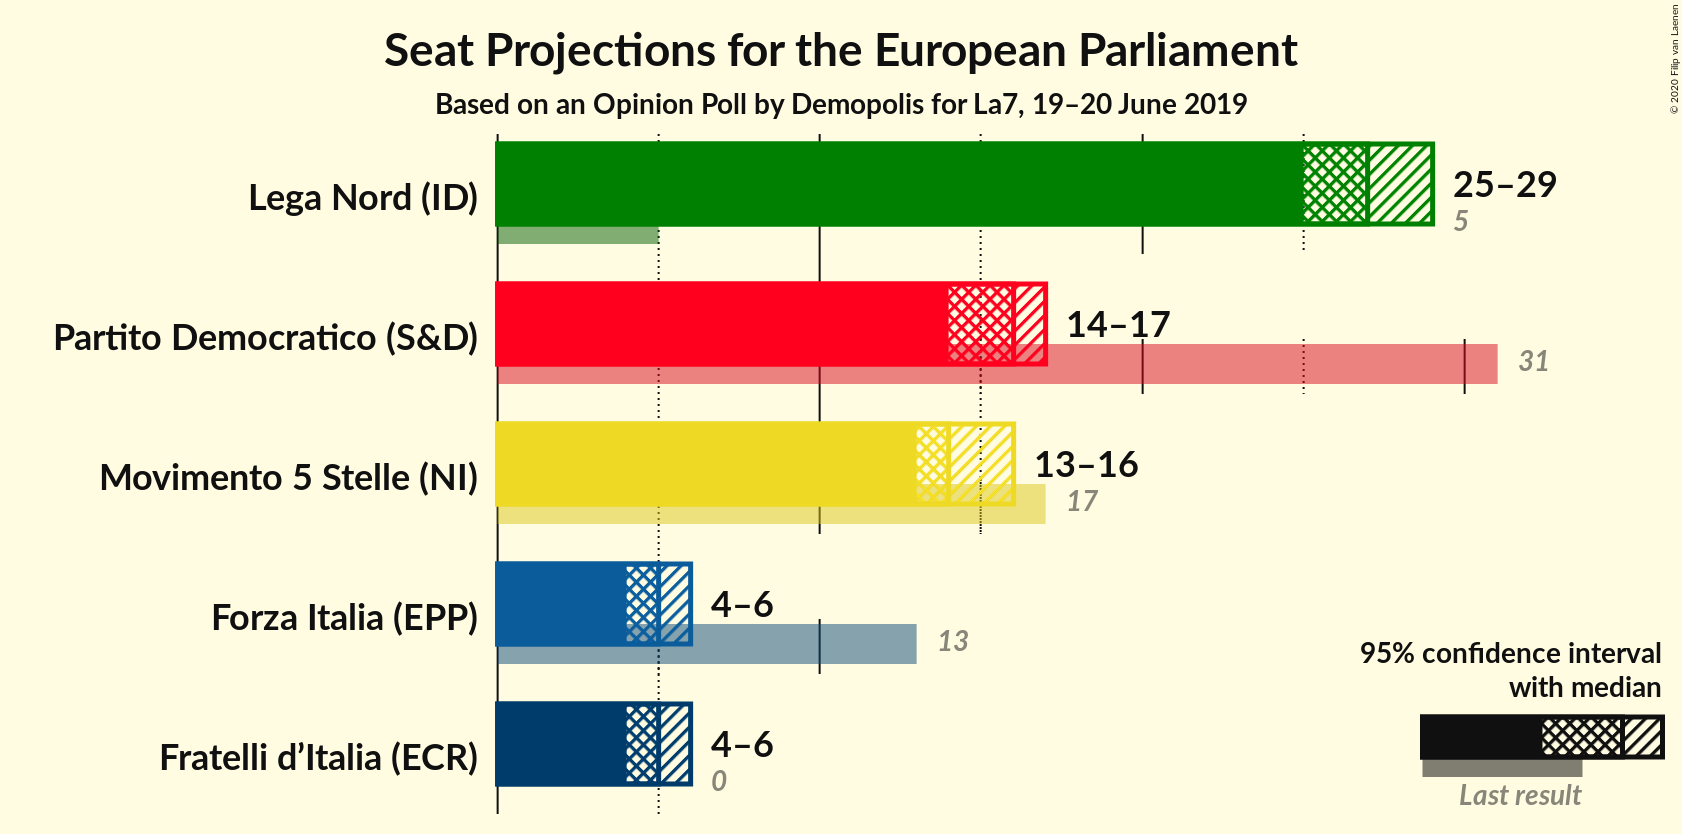 Seat Projections for the European Parliament
Based on an Opinion Poll by Demopolis for La7, 19–20 June 2019
© 2020 Filip van Laenen
Lega Nord (ID)
25–29
5
Partito Democratico (S&D)
14–17
31
Movimento 5 Stelle (NI)
13–16
17
Forza Italia (EPP)
4–6
13
Fratelli d’Italia (ECR)
4–6
0
95% confidence interval
with median
Last result